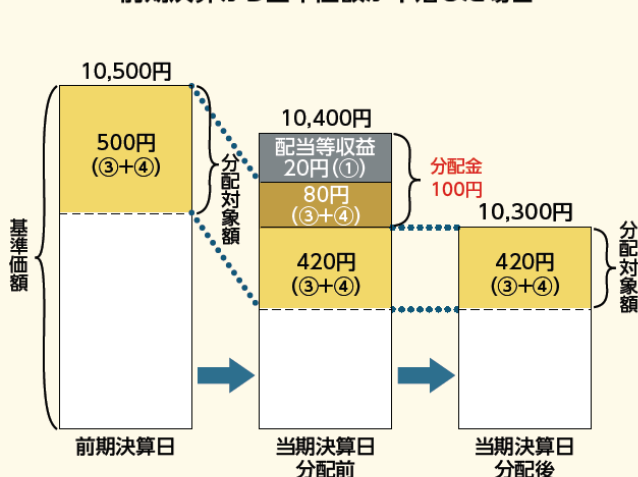 10,500円
500円
(③+④)
分配対象額
基準価額
前期決算日
10,400円
配当等収益
20円(①)
80円
(③+④)
420円
(③+④)
分配金
100円
当期決算日
分配前
10,300円
420円
(③+④)
分配対象額
当期決算日
分配後